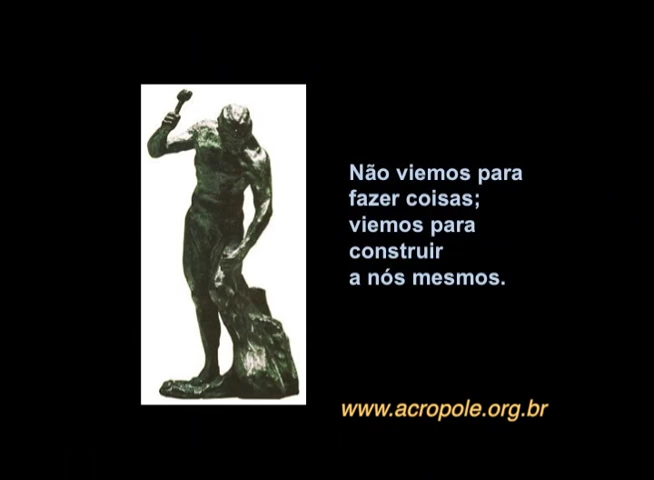 Não viemos para
fazer coisas;
viemos para
construir
a nós mesmos.
www.acropole.org.br